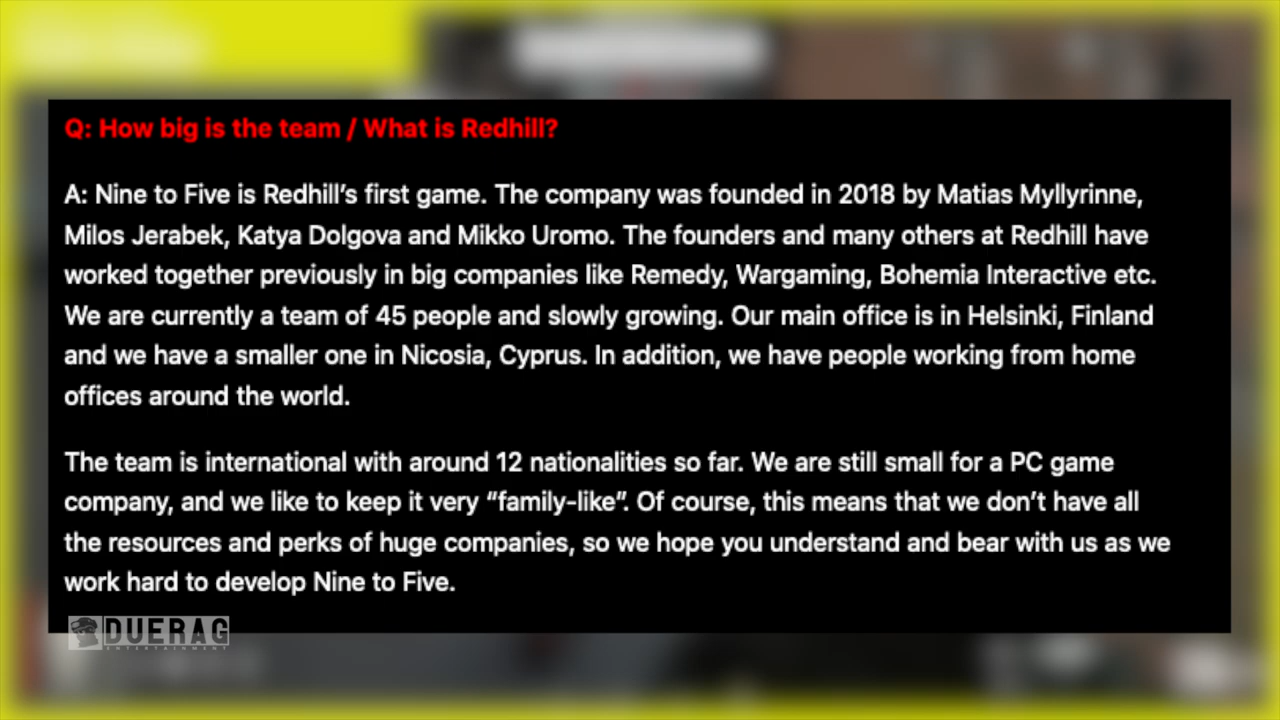 Q: How big is the team / What is Redhill?
A: Nine to Five is Redhill’s first game. The company was founded in 2018 by Matias Myllyrinne,
Milos Jerabek, Katya Dolgova and Mikko Uromo. The founders and many others at Redhill have
worked together previously in big companies like Remedy, Wargaming, Bohemia Interactive etc.
We are currently a team of 45 people and slowly growing. Our main office is in Helsinki, Finland
and we have a smaller one in Nicosia, Cyprus. In addition, we have people working from home
offices around the world.
The team is international with around 12 nationalities so far. We are still small for a PC game
company, and we like to keep it very “family-like”. Of course, this means that we don’t have all
the resources and perks of huge companies, so we hope you understand and bear with us as we
work hard to develop Nine to Five.
DUERAG
ENTERTAINMENT